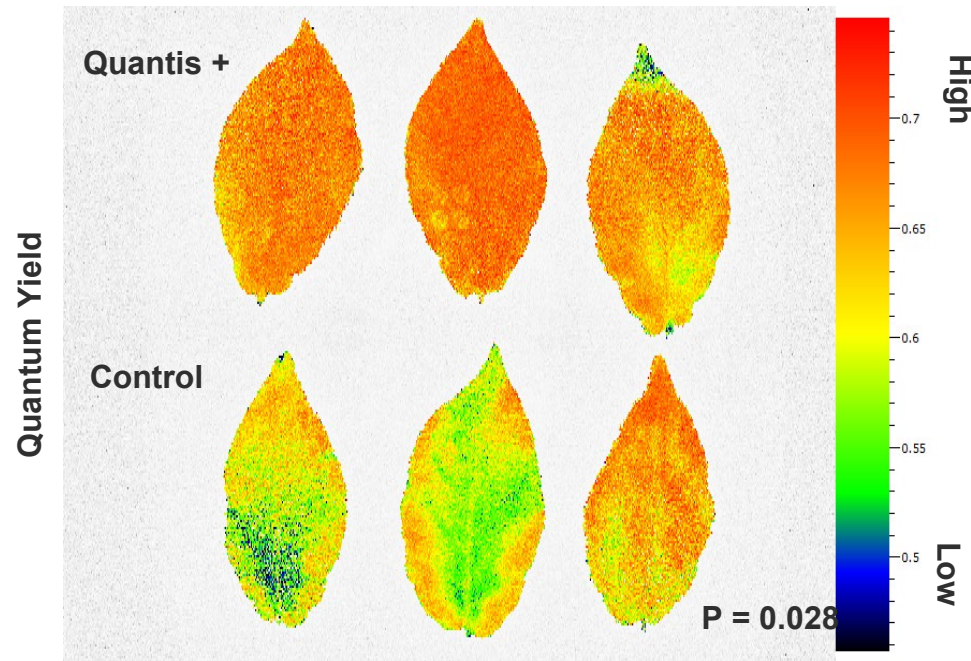 Quantis +
High
0.7
0.65
Quantum Yield
0.6
Control
0.55
0.5
Low
P = 0.028